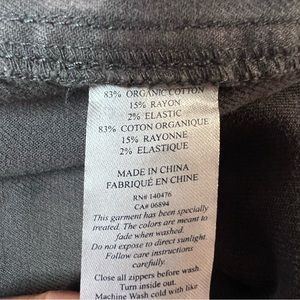 83% ORGANIC COTTON
15% RAYON
2% ELASTIC
83% COTON ORGANIQUE
15% RAYONNE
2% ELASTIQUE
MADE IN CHINA
FABRIQUÉ EN CHINE
RN# 140476
CA# 06894
This garment has been specially
treated. The colors are meant to
fade when washed.
Do not expose to direct sunlight.
Follow care instructions
carefully.
Close all zippers before wash.
Turn inside out.
Machine Wash cold with like